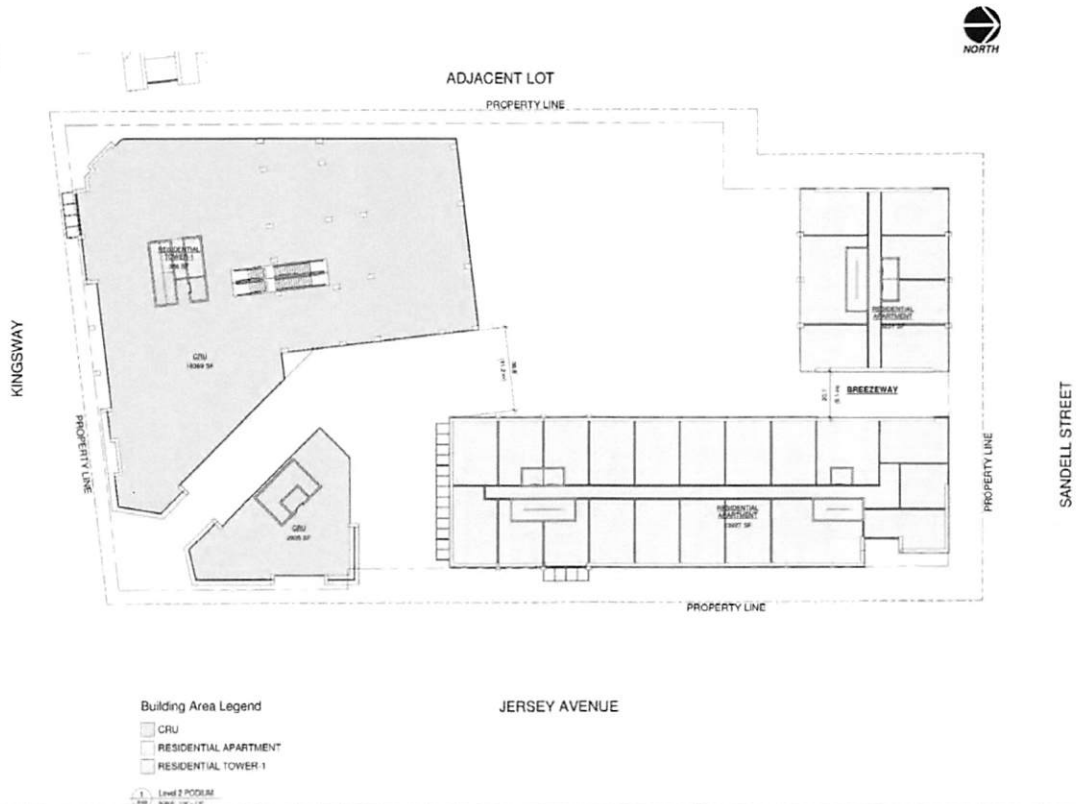 NORTH
ADJACENT LOT
PROPERTY LINE
RESIDENTIAL
TOWER-1
RESIDENTIAL
APARTMENT
KINGSWAY
CRU
BREEZEWAY
PROPERTY LINE
PROPERTY LINE
SANDELL STREET
CRU
RESIDENTIAL
APARTMENT
PROPERTY LINE
Building Area Legend
JERSEY AVENUE
CRU
RESIDENTIAL APARTMENT
RESIDENTIAL TOWER-1
1
Level 2 PODIUM